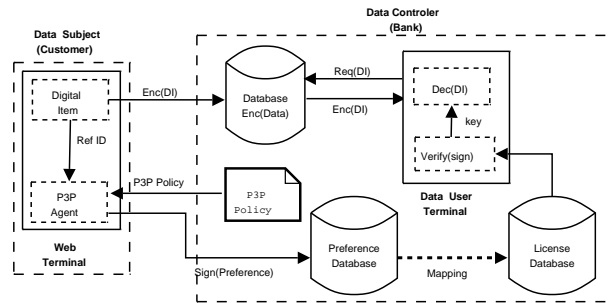 Data Controler
(Bank)
Data Subject
(Customer)
Digital
Item
Enc(DI)
Database
Enc(Data)
Req(DI)
Enc(DI)
Dec(DI)
key
Verify(sign)
Ref ID
P3P Policy
P3P
Agent
P3P
Policy
Data User
Terminal
Web
Terminal
Sign(Preference)
Preference
Database
Mapping
License
Database